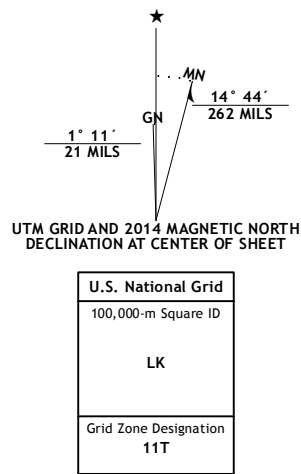 ★
MN
GN
14° 44´
262 MILS
1° 11´
21 MILS
UTM GRID AND 2014 MAGNETIC NORTH
DECLINATION AT CENTER OF SHEET
U.S. National Grid
100,000-m Square ID
LK
Grid Zone Designation
11T